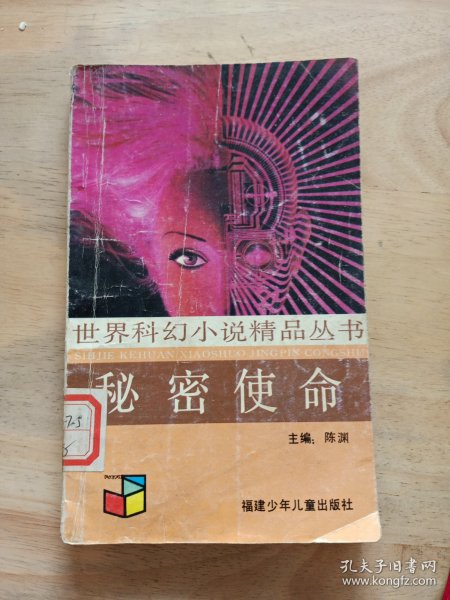 世界科幻小说精品丛书
SHIJIE KEHUAN XIAOSHUO JINGPIN CONGSHU
秘密使命
主编：陈渊
福建少年儿童出版社
孔夫子旧书网
www.kongfz.com